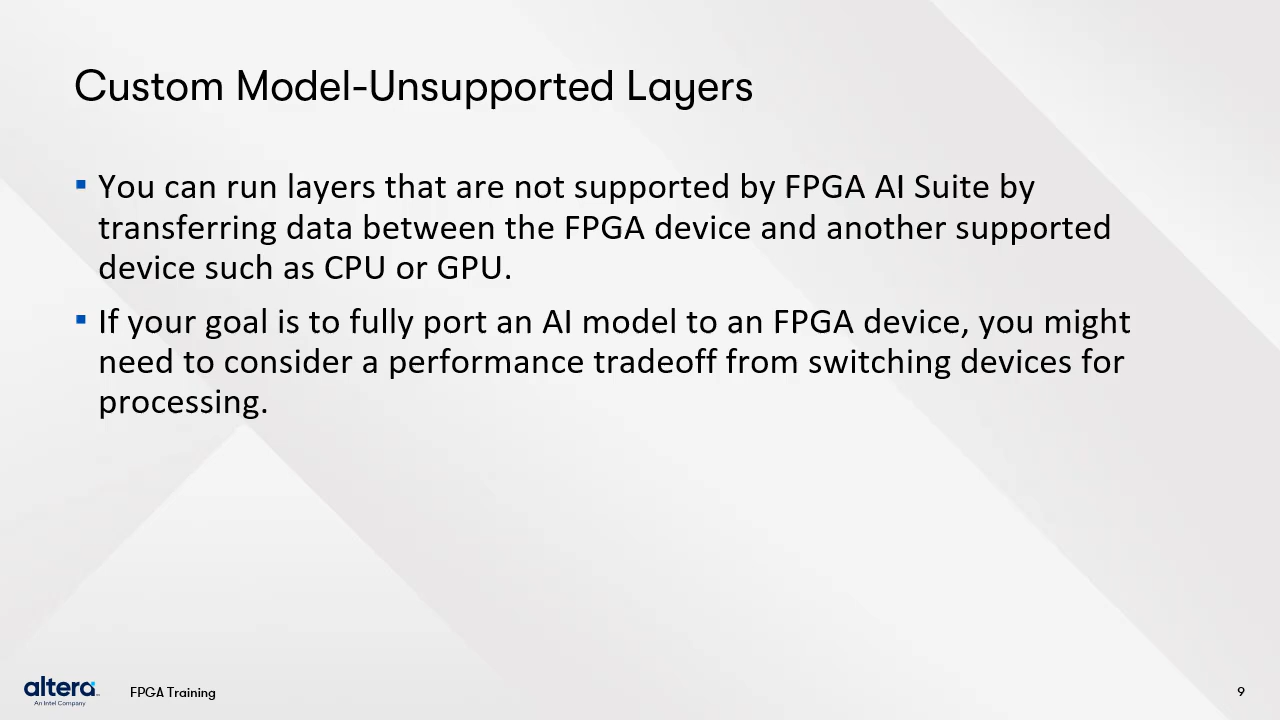 Custom Model-Unsupported Layers
▪ You can run layers that are not supported by FPGA AI Suite by
transferring data between the FPGA device and another supported
device such as CPU or GPU.
▪ If your goal is to fully port an AI model to an FPGA device, you might
need to consider a performance tradeoff from switching devices for
processing.
altera
An Intel Company
FPGA Training
9